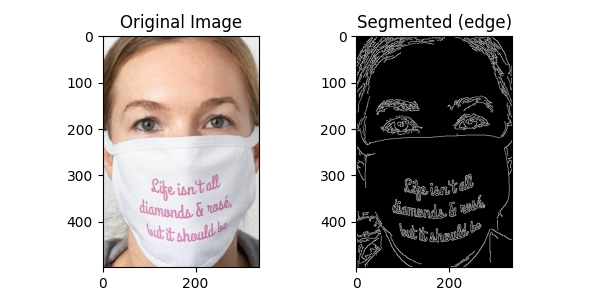 Original Image
Segmented (edge)
0
100
200
300
400
0
200
Life isn't all
diamonds & rosé,
but it should be
0
100
200
300
400
0
200
Life isn't all
diamonds & rosé,
but it should be